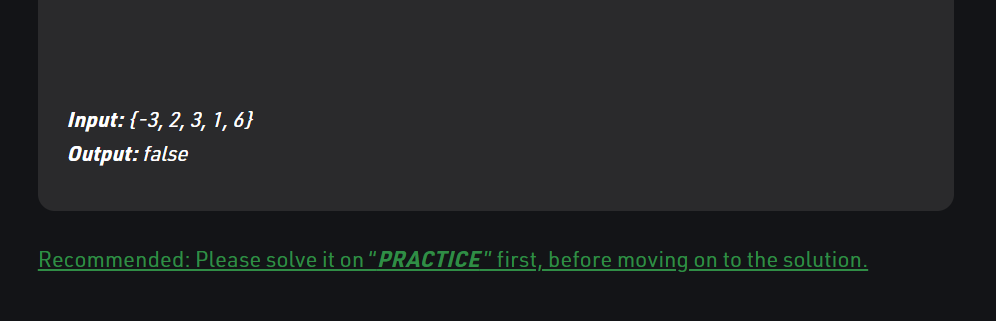 Input: {-3, 2, 3, 1, 6}
Output: false
Recommended: Please solve it on “PRACTICE” first, before moving on to the solution.